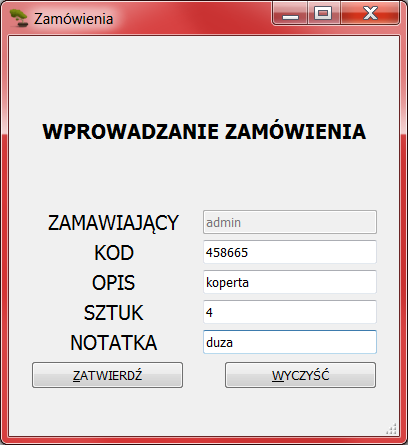 Zamówienia
WPROWADZANIE ZAMÓWIENIA
ZAMAWIAJĄCY admin
KOD 458665
OPIS koperta
SZTUK 4
NOTATKA duza
ZATWIERDŹ WYCZYŚĆ